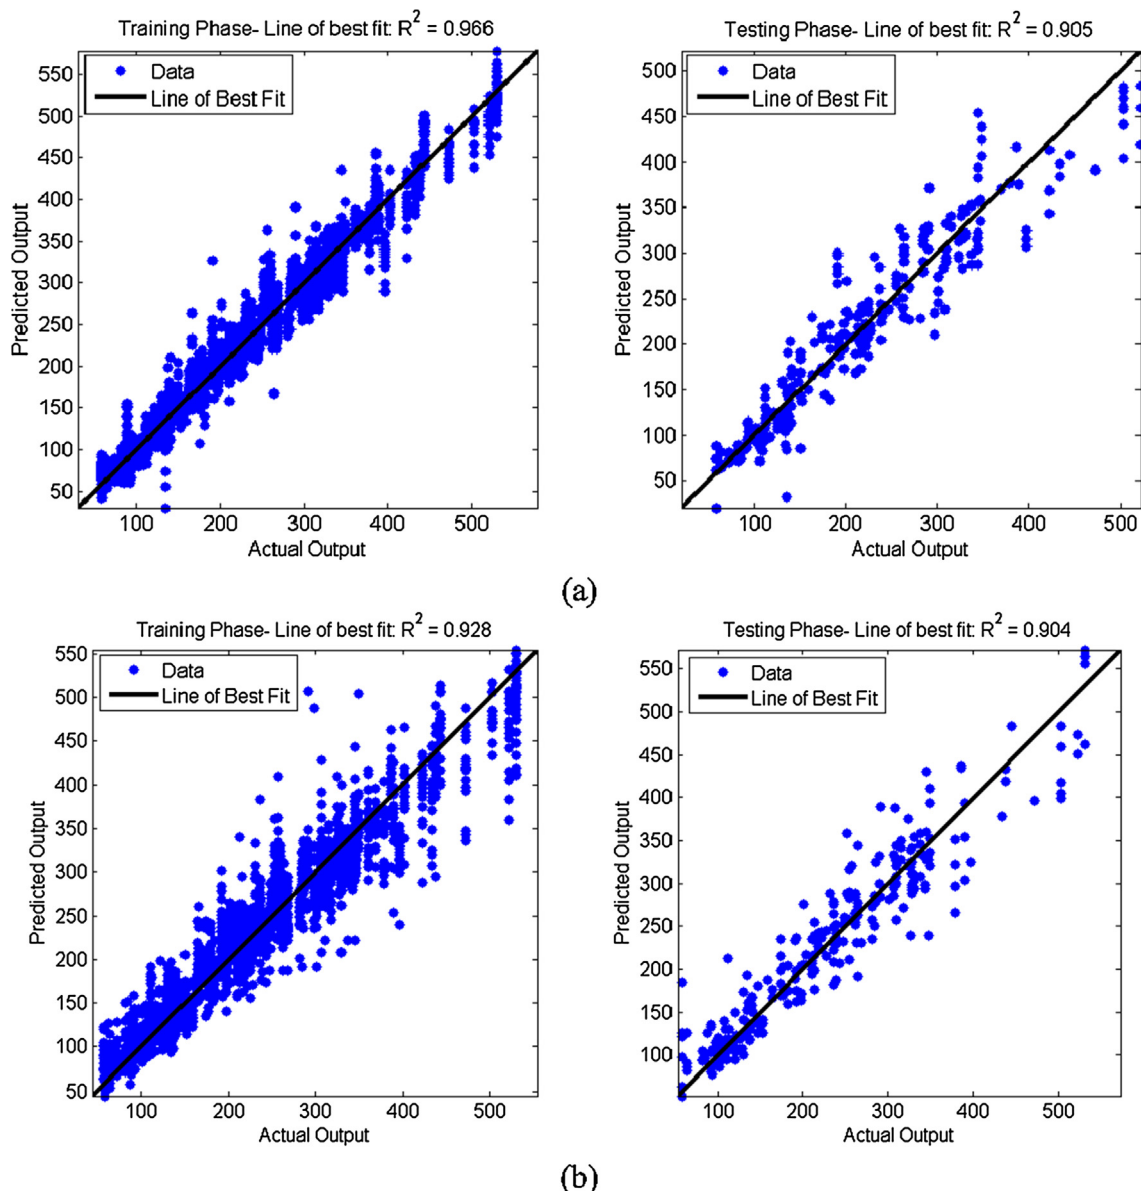 Training Phase- Line of best fit: R² = 0.966
Data
Line of Best Fit
550
500
450
400
350
300
250
200
150
100
50
Predicted Output
100 200 300 400 500
Actual Output
Testing Phase- Line of best fit: R² = 0.905
Data
Line of Best Fit
500
450
400
350
300
250
200
150
100
50
Predicted Output
100 200 300 400 500
Actual Output
(a)
Training Phase- Line of best fit: R² = 0.928
Data
Line of Best Fit
550
500
450
400
350
300
250
200
150
100
50
Predicted Output
100 200 300 400 500
Actual Output
Testing Phase- Line of best fit: R² = 0.904
Data
Line of Best Fit
550
500
450
400
350
300
250
200
150
100
Predicted Output
100 200 300 400 500
Actual Output
(b)